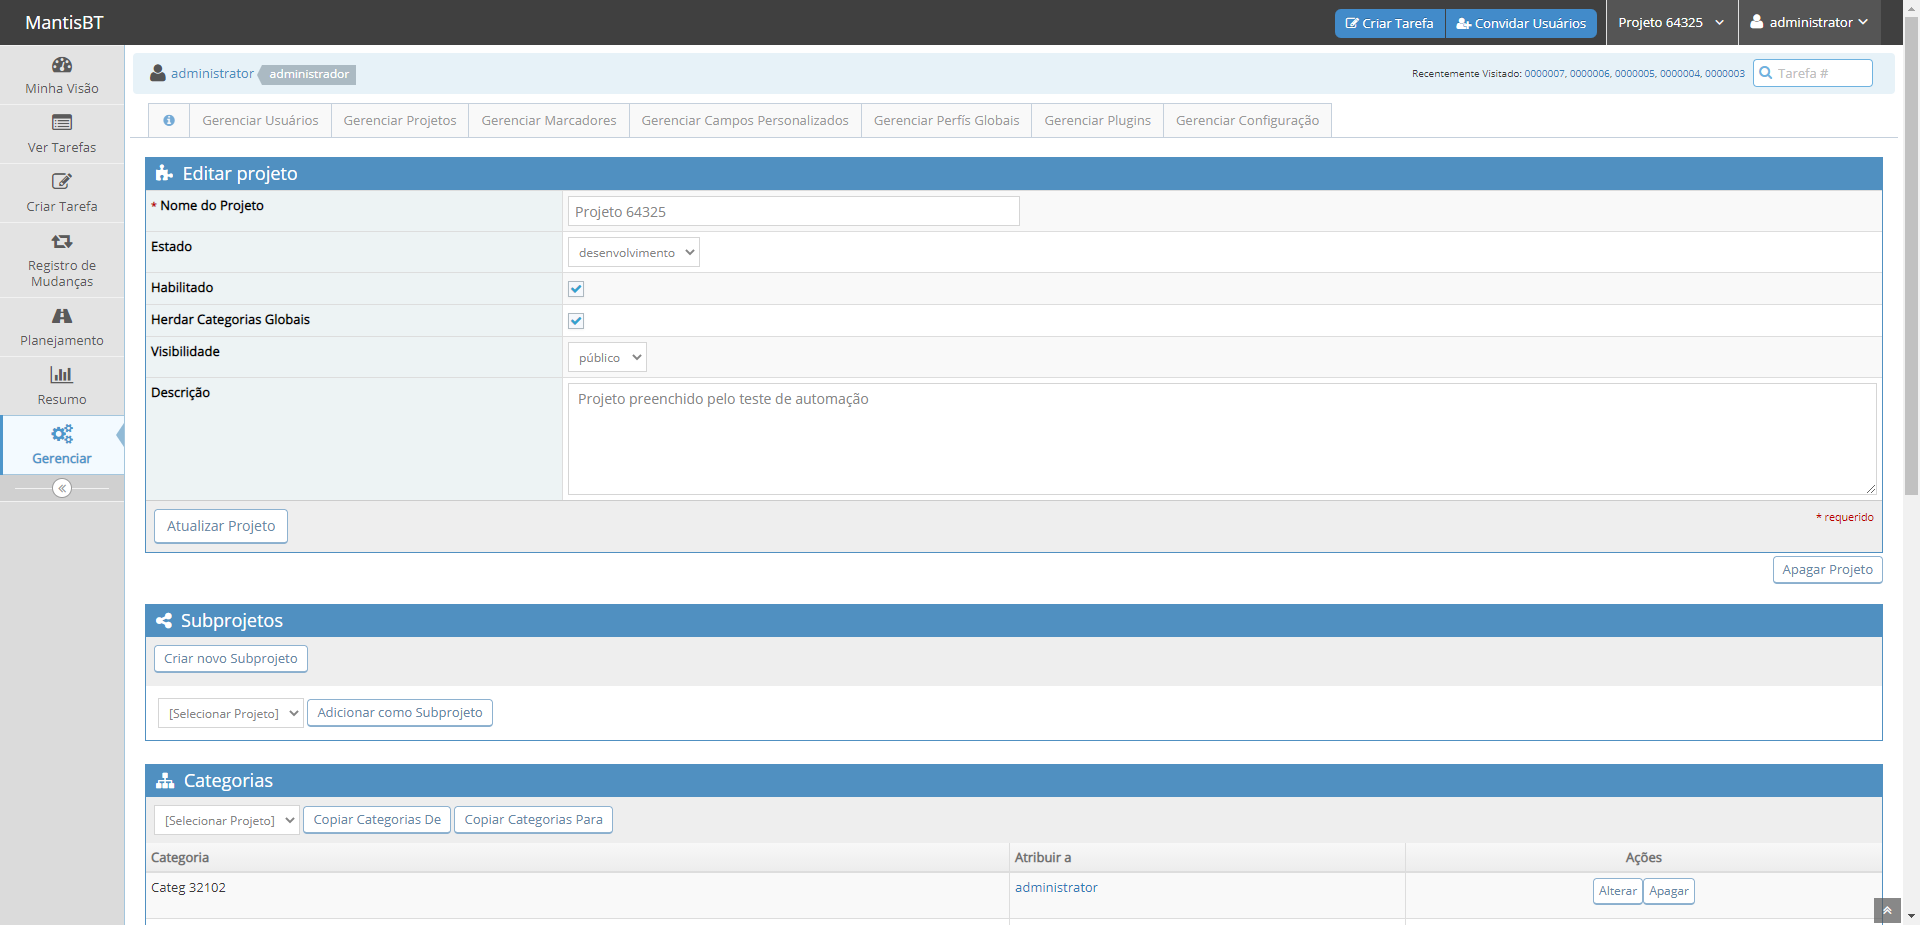 MantisBT
Criar Tarefa
Convidar Usuários
Projeto 64325
administrator
Minha Visão
Ver Tarefas
Criar Tarefa
Registro de
Mudanças
Planejamento
Resumo
Gerenciar
administrator administrador
Recentemente Visitado: 0000007, 0000006, 0000005, 0000004, 0000003
Tarefa #
Gerenciar Usuários
Gerenciar Projetos
Gerenciar Marcadores
Gerenciar Campos Personalizados
Gerenciar Perfís Globais
Gerenciar Plugins
Gerenciar Configuração
Editar projeto
* Nome do Projeto
Projeto 64325
Estado
desenvolvimento
Habilitado
Herdar Categorias Globais
Visibilidade
público
Descrição
Projeto preenchido pelo teste de automação
Atualizar Projeto
* requerido
Apagar Projeto
Subprojetos
Criar novo Subprojeto
[Selecionar Projeto]
Adicionar como Subprojeto
Categorias
[Selecionar Projeto]
Copiar Categorias De
Copiar Categorias Para
Categoria
Atribuir a
Ações
Categ 32102
administrator
Alterar
Apagar